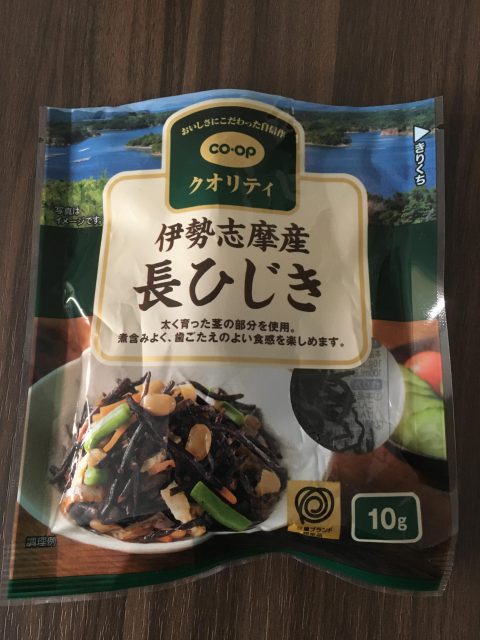 おいしさにこだわった自信作
co·op
クオリティ
きりくち
写真は
イメージです。
伊勢志摩産
長ひじき
太く育った茎の部分を使用。
煮含みよく、歯ごたえのよい食感を楽しめます。
調理例
ブランド
10g